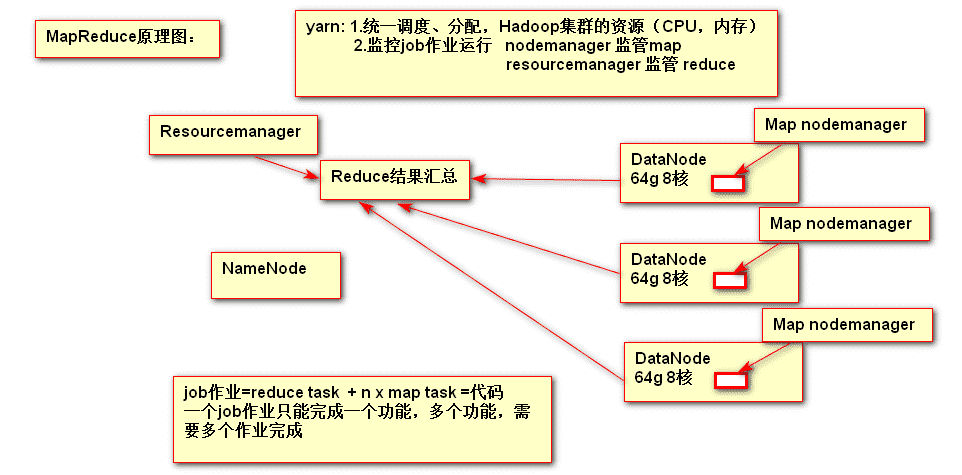 MapReduce原理图：
yarn: 1.统一调度、分配，Hadoop集群的资源（CPU，内存）
2.监控job作业运行 nodemanager 监管map
resourcemanager 监管 reduce
Resourcemanager
Reduce结果汇总
Map nodemanager
DataNode
64g 8核
Map nodemanager
DataNode
64g 8核
NameNode
Map nodemanager
DataNode
64g 8核
job作业=reduce task + n x map task =代码
一个job作业只能完成一个功能，多个功能，需
要多个作业完成